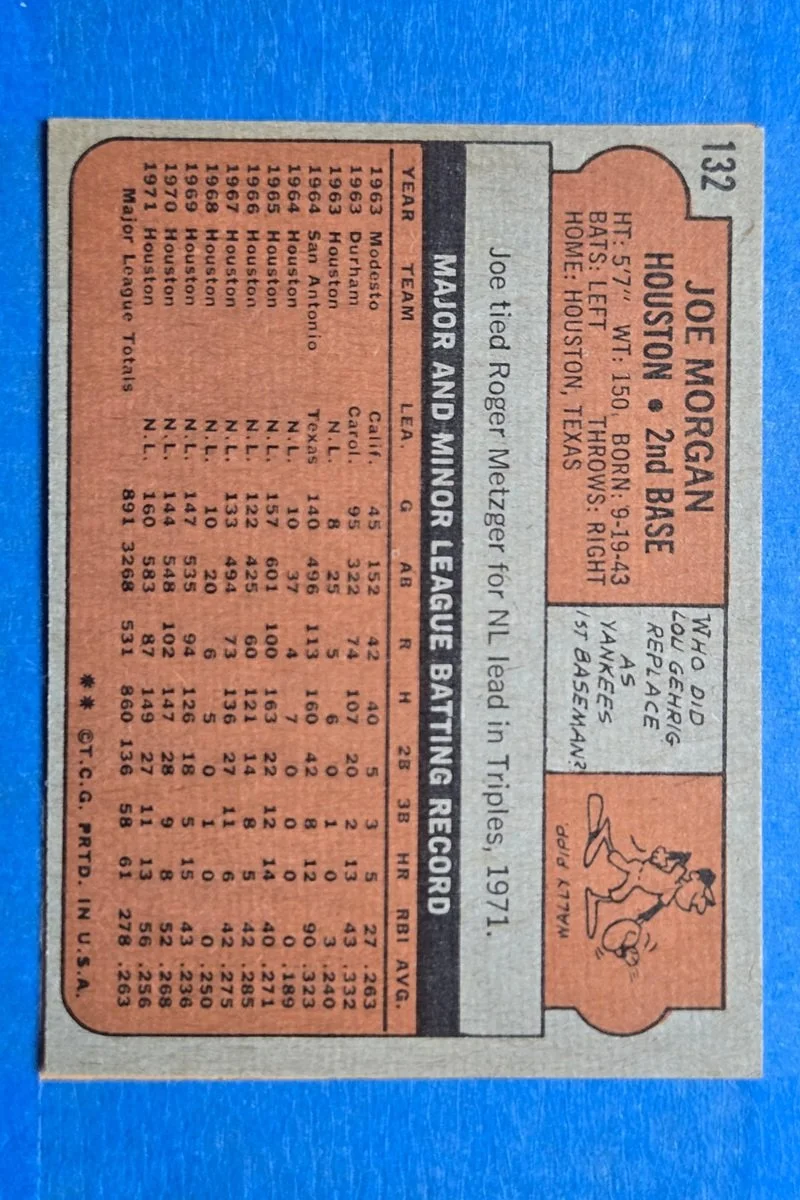 132
JOE MORGAN
HOUSTON • 2nd BASE
HT: 5'7" WT: 150 BORN: 9-19-43
BATS: LEFT THROWS: RIGHT
HOME: HOUSTON, TEXAS
WHO DID
LOU GEHRIG
REPLACE
AS
YANKEES
1ST BASEMAN?
WALLY PIPP.
Joe tied Roger Metzger for NL lead in Triples, 1971.
MAJOR AND MINOR LEAGUE BATTING RECORD
YEAR TEAM LEA. G AB R H 2B 3B HR RBI AVG.
1963 Modesto Calif. 45 152 42 40 5 3 5 27 .263
1963 Durham Carol. 95 322 74 107 20 2 13 43 .332
1963 Houston N.L. 8 25 5 6 0 1 0 3 .240
1964 San Antonio Texas 140 496 113 160 42 8 12 90 .323
1964 Houston N.L. 10 37 4 7 0 0 0 0 .189
1965 Houston N.L. 157 601 100 163 22 12 14 40 .271
1966 Houston N.L. 122 425 60 121 14 8 5 42 .285
1967 Houston N.L. 133 494 73 136 27 11 6 42 .275
1968 Houston N.L. 10 20 6 5 0 1 0 0 .250
1969 Houston N.L. 147 535 94 126 18 5 15 43 .236
1970 Houston N.L. 144 548 102 147 28 9 8 52 .268
1971 Houston N.L. 160 583 87 149 27 11 13 56 .256
Major League Totals 891 3268 531 860 136 58 61 278 .263
** ©T.C.G. PRTD. IN U.S.A.